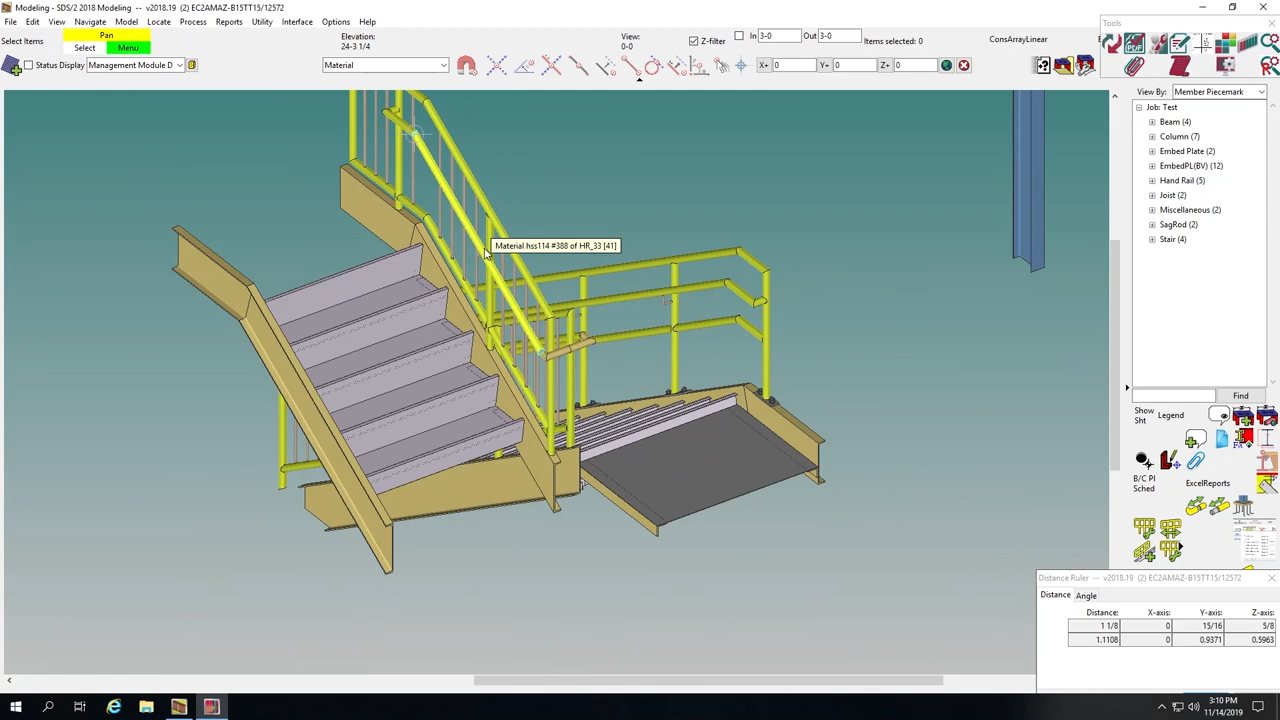 Modeling - SDS/2 2018 Modeling -- v2018.19 (2) EC2AMAZ-B15TT15/12572
File Edit View Navigate Model Locate Process Reports Utility Interface Options Help
Tools
Select Items
Pan
Select Menu
Elevation:
24-3 1/4
View:
0-0
Z-filter
In 3-0 Out 3-0
Items selected: 0
ConsArrayLinear
Status Display Management Module D
Material
X+ 0 Y+ 0 Z+ 0
View By: Member Piecemark
Job: Test
Beam (4)
Column (7)
Embed Plate (2)
EmbedPL(BV) (12)
Hand Rail (5)
Joist (2)
Miscellaneous (2)
SagRod (2)
Stair (4)
Material hss114 #388 of HR_33 [41]
Find
Show
Sht
Legend
B/C Pl
Sched
ExcelReports
Distance Ruler -- v2018.19 (2) EC2AMAZ-B15TT15/12572
Distance Angle
Distance: X-axis: Y-axis: Z-axis:
1 1/8 0 15/16 5/8
1.1108 0 0.9371 0.5963
3:10 PM
11/14/2019